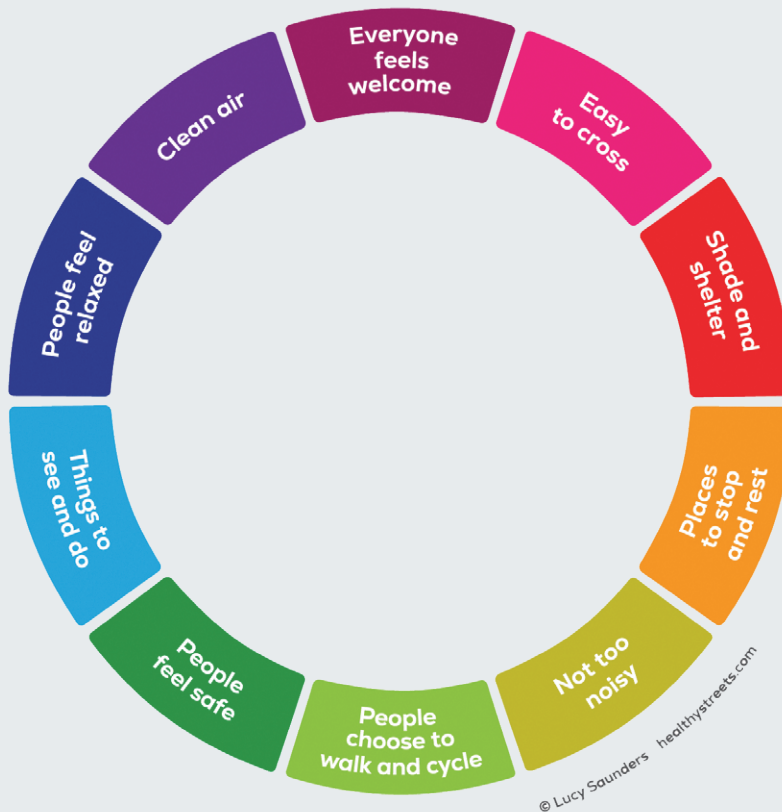 Everyone
feels
welcome
Easy
to cross
Shade and
shelter
Places
to stop
and rest
Not too
noisy
People
choose to
walk and cycle
People
feel safe
Things to
see and do
People feel
relaxed
Clean air
© Lucy Saunders healthystreets.com